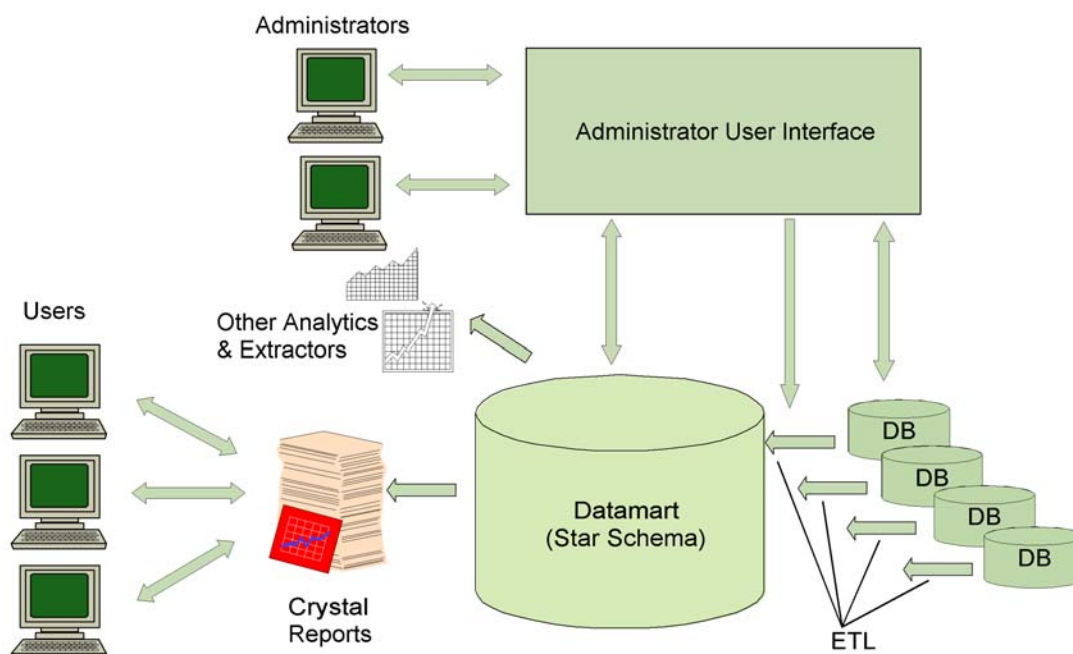 Administrators
Administrator User Interface
Users
Other Analytics
& Extractors
Datamart
(Star Schema)
DB
DB
DB
DB
Crystal
Reports
ETL